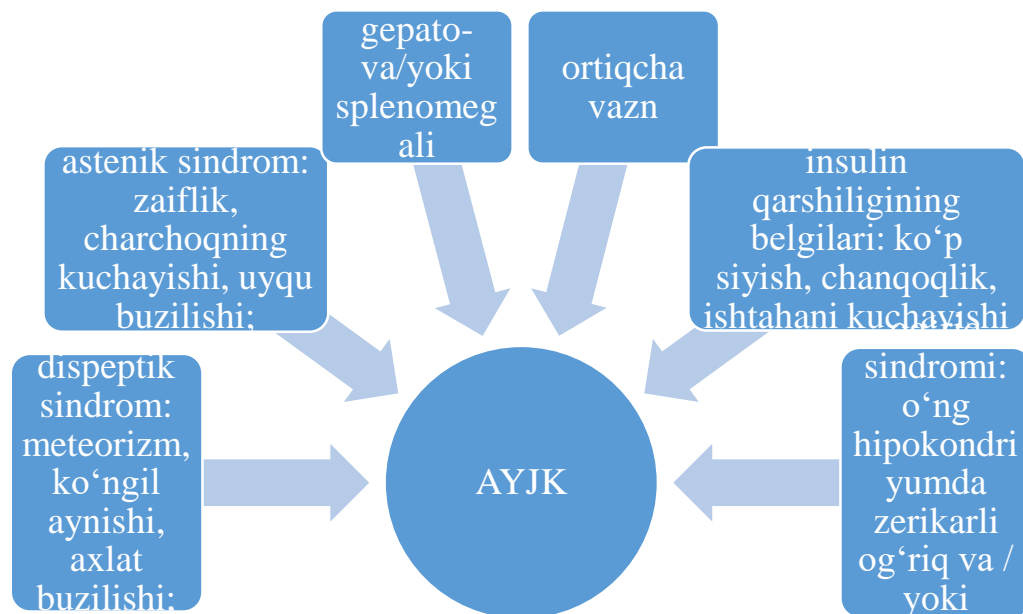 gepato-
va/yoki
splenomeg
ali
ortiqcha
vazn
astenik sindrom:
zaiflik,
charchoqning
kuchayishi, uyqu
buzilishi;
insulin
qarshiligining
belgilari: ko‘p
siyish, chanqoqlik,
ishtahani kuchayishi
dispeptik
sindrom:
meteorizm,
ko‘ngil
aynishi,
axlat
buzilishi;
AYJK
sindromi:
o‘ng
hipokondri
yumda
zerikarli
og‘riq va /
yoki